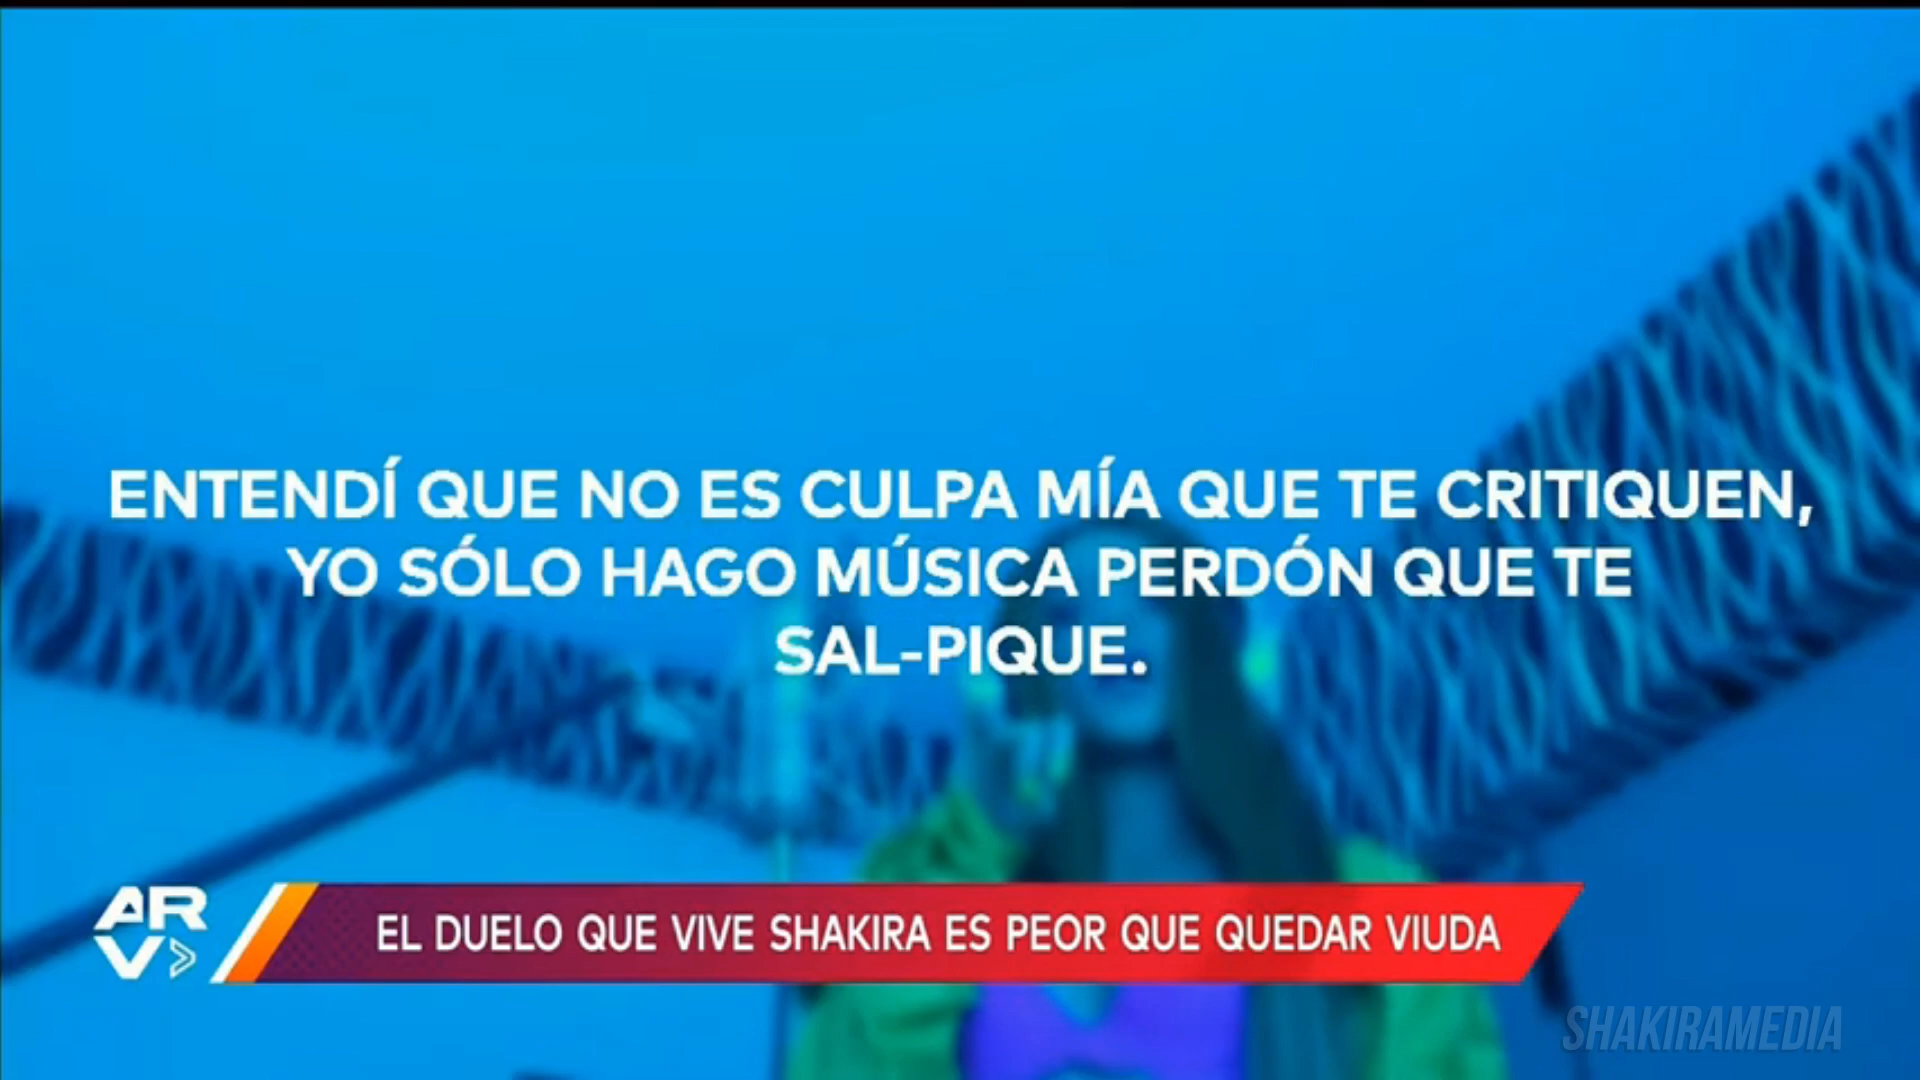 ENTENDÍ QUE NO ES CULPA MÍA QUE TE CRITIQUEN,
YO SÓLO HAGO MÚSICA PERDÓN QUE TE
SAL-PIQUE.
ARV
EL DUELO QUE VIVE SHAKIRA ES PEOR QUE QUEDAR VIUDA
SHAKIRAMEDIA